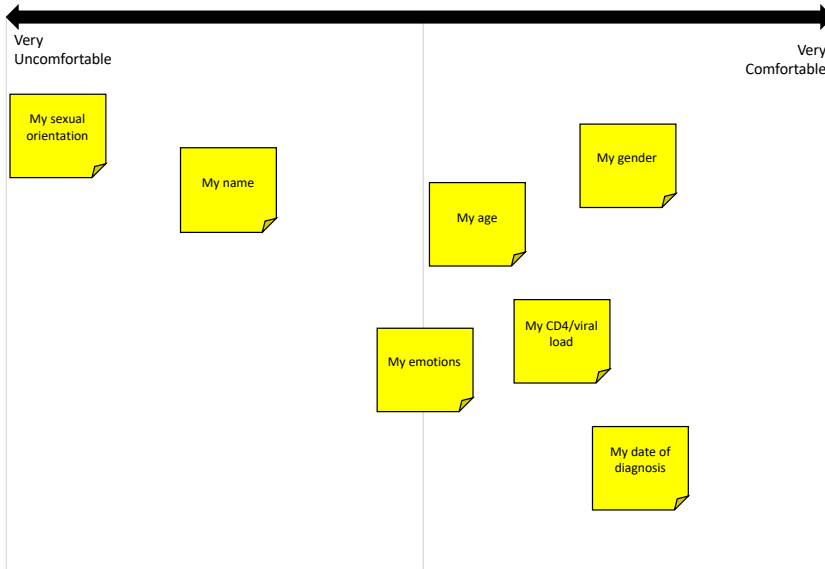 Very
Uncomfortable
Very
Comfortable
My sexual
orientation
My gender
My name
My age
My CD4/viral
load
My emotions
My date of
diagnosis